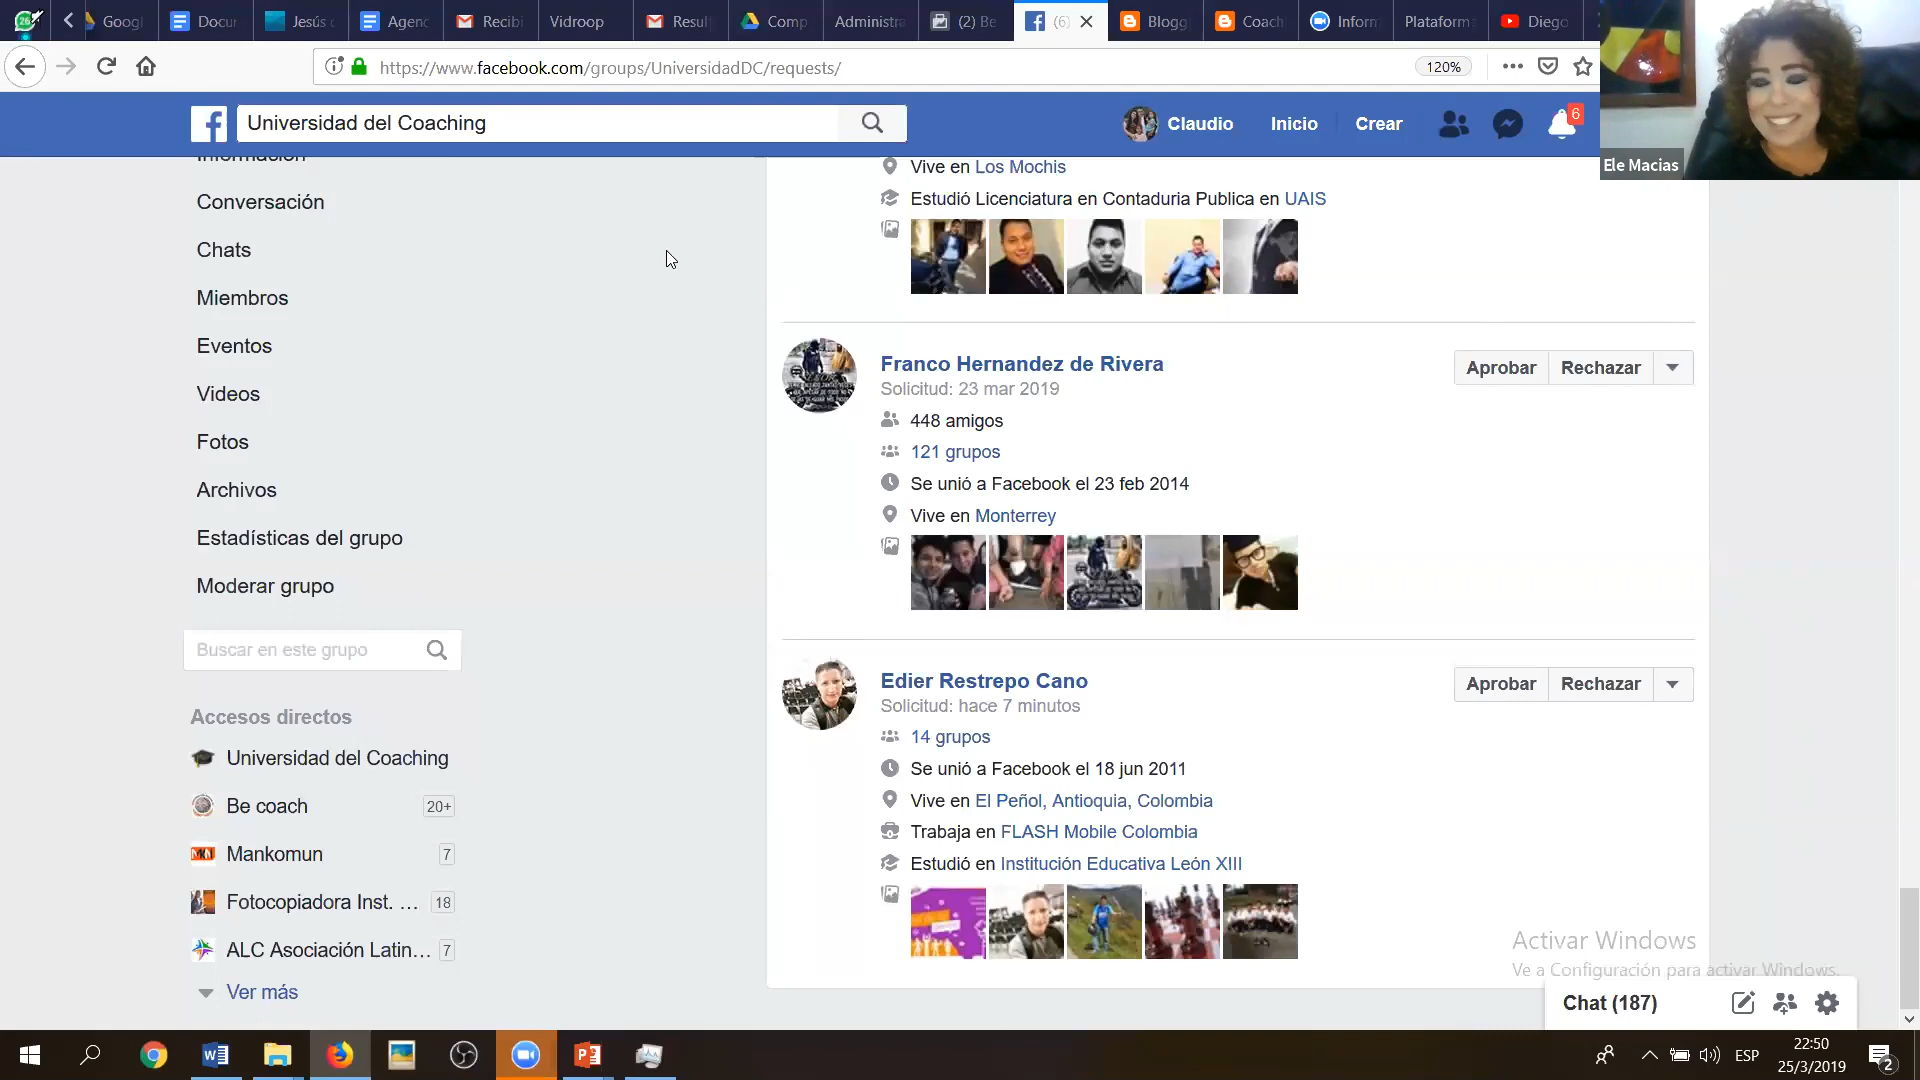 Googl
Docur
Jesús c
Agenc
Recibi
Vidroop
Result
Comp
Administra
(2) Be
(6)
Blogg
Coach
Inform
Plataform
Diego
https://www.facebook.com/groups/UniversidadDC/requests/
120%
Universidad del Coaching
Claudio
Inicio
Crear
6
Ele Macias
Información
Conversación
Chats
Miembros
Eventos
Videos
Fotos
Archivos
Estadísticas del grupo
Moderar grupo
Buscar en este grupo
Accesos directos
Universidad del Coaching
Be coach 20+
Mankomun 7
Fotocopiadora Inst. ... 18
ALC Asociación Latin... 7
Ver más
Vive en Los Mochis
Estudió Licenciatura en Contaduria Publica en UAIS
Franco Hernandez de Rivera
Aprobar Rechazar
Solicitud: 23 mar 2019
448 amigos
121 grupos
Se unió a Facebook el 23 feb 2014
Vive en Monterrey
Edier Restrepo Cano
Aprobar Rechazar
Solicitud: hace 7 minutos
14 grupos
Se unió a Facebook el 18 jun 2011
Vive en El Peñol, Antioquia, Colombia
Trabaja en FLASH Mobile Colombia
Estudió en Institución Educativa León XIII
Activar Windows
Ve a Configuración para activar Windows.
Chat (187)
ESP
22:50
25/3/2019
2